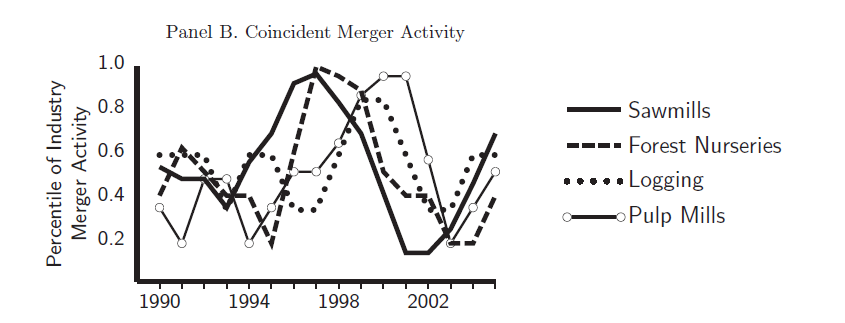 Panel B. Coincident Merger Activity
Percentile of Industry
Merger Activity
1.0
0.8
0.6
0.4
0.2
1990
1994
1998
2002
Sawmills
Forest Nurseries
Logging
Pulp Mills